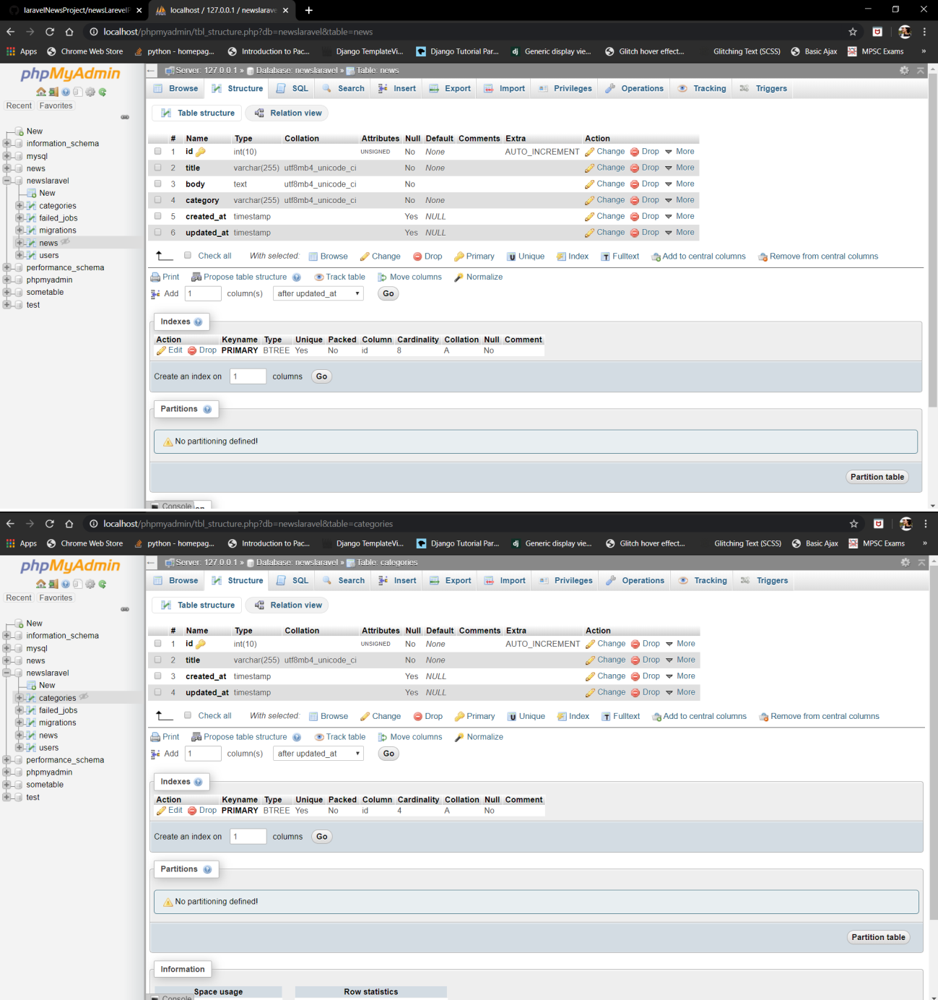 laravelNewsProject/newsLarevelP
localhost / 127.0.0.1 / newslarave
localhost/phpmyadmin/tbl_structure.php?db=newslaravel&table=news
Apps Chrome Web Store python - homepag... Introduction to Pac... Django TemplateVi... Django Tutorial Par... dj Generic display vie... Glitch hover effect... Glitching Text (SCSS) Basic Ajax MPSC Exams »
phpMyAdmin
Recent Favorites
New
information_schema
mysql
news
newslaravel
New
categories
failed_jobs
migrations
news
users
performance_schema
phpmyadmin
sometable
test
Server: 127.0.0.1 » Database: newslaravel » Table: news
Browse Structure SQL Search Insert Export Import Privileges Operations Tracking Triggers
Table structure Relation view
# Name Type Collation Attributes Null Default Comments Extra Action
1 id int(10) UNSIGNED No None AUTO_INCREMENT Change Drop More
2 title varchar(255) utf8mb4_unicode_ci No None Change Drop More
3 body text utf8mb4_unicode_ci No Change Drop More
4 category varchar(255) utf8mb4_unicode_ci No None Change Drop More
5 created_at timestamp Yes NULL Change Drop More
6 updated_at timestamp Yes NULL Change Drop More
Check all With selected: Browse Change Drop Primary Unique Index Fulltext Add to central columns Remove from central columns
Print Propose table structure Track table Move columns Normalize
Add 1 column(s) after updated_at Go
Indexes
Action Keyname Type Unique Packed Column Cardinality Collation Null Comment
Edit Drop PRIMARY BTREE Yes No id 8 A No
Create an index on 1 columns Go
Partitions
No partitioning defined!
Partition table
Console
localhost/phpmyadmin/tbl_structure.php?db=newslaravel&table=categories
Apps Chrome Web Store python - homepag... Introduction to Pac... Django TemplateVi... Django Tutorial Par... dj Generic display vie... Glitch hover effect... Glitching Text (SCSS) Basic Ajax MPSC Exams »
phpMyAdmin
Recent Favorites
New
information_schema
mysql
news
newslaravel
New
categories
failed_jobs
migrations
news
users
performance_schema
phpmyadmin
sometable
test
Server: 127.0.0.1 » Database: newslaravel » Table: categories
Browse Structure SQL Search Insert Export Import Privileges Operations Tracking Triggers
Table structure Relation view
# Name Type Collation Attributes Null Default Comments Extra Action
1 id int(10) UNSIGNED No None AUTO_INCREMENT Change Drop More
2 title varchar(255) utf8mb4_unicode_ci No None Change Drop More
3 created_at timestamp Yes NULL Change Drop More
4 updated_at timestamp Yes NULL Change Drop More
Check all With selected: Browse Change Drop Primary Unique Index Fulltext Add to central columns Remove from central columns
Print Propose table structure Track table Move columns Normalize
Add 1 column(s) after updated_at Go
Indexes
Action Keyname Type Unique Packed Column Cardinality Collation Null Comment
Edit Drop PRIMARY BTREE Yes No id 4 A No
Create an index on 1 columns Go
Partitions
No partitioning defined!
Partition table
Information
Space usage Row statistics
Console